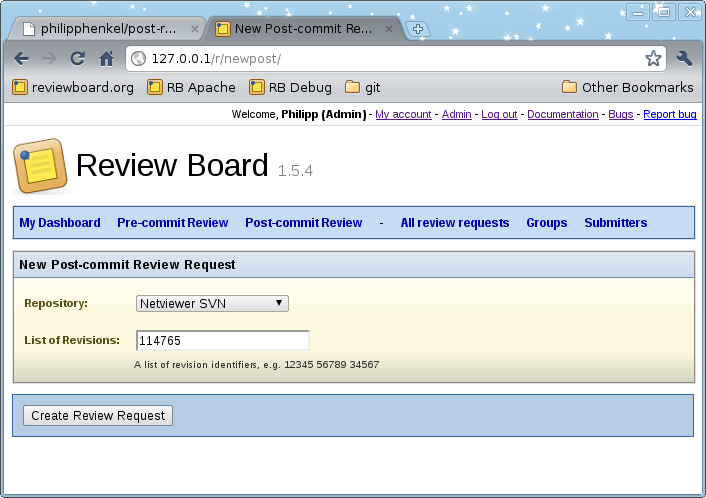 philipphenkel/post-r...
New Post-commit Re...
127.0.0.1/r/newpost/
reviewboard.org RB Apache RB Debug git Other Bookmarks
Welcome, Philipp (Admin) - My account - Admin - Log out - Documentation - Bugs - Report bug
Review Board 1.5.4
My Dashboard Pre-commit Review Post-commit Review - All review requests Groups Submitters
New Post-commit Review Request
Repository: Netviewer SVN
List of Revisions: 114765
A list of revision identifiers, e.g. 12345 56789 34567
Create Review Request